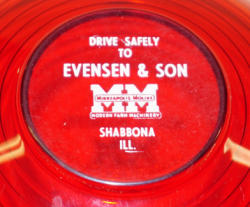 DRIVE SAFELY
TO
EVENSEN & SON
MM
MINNEAPOLIS-MOLINE
MODERN FARM MACHINERY
SHABBONA
ILL.